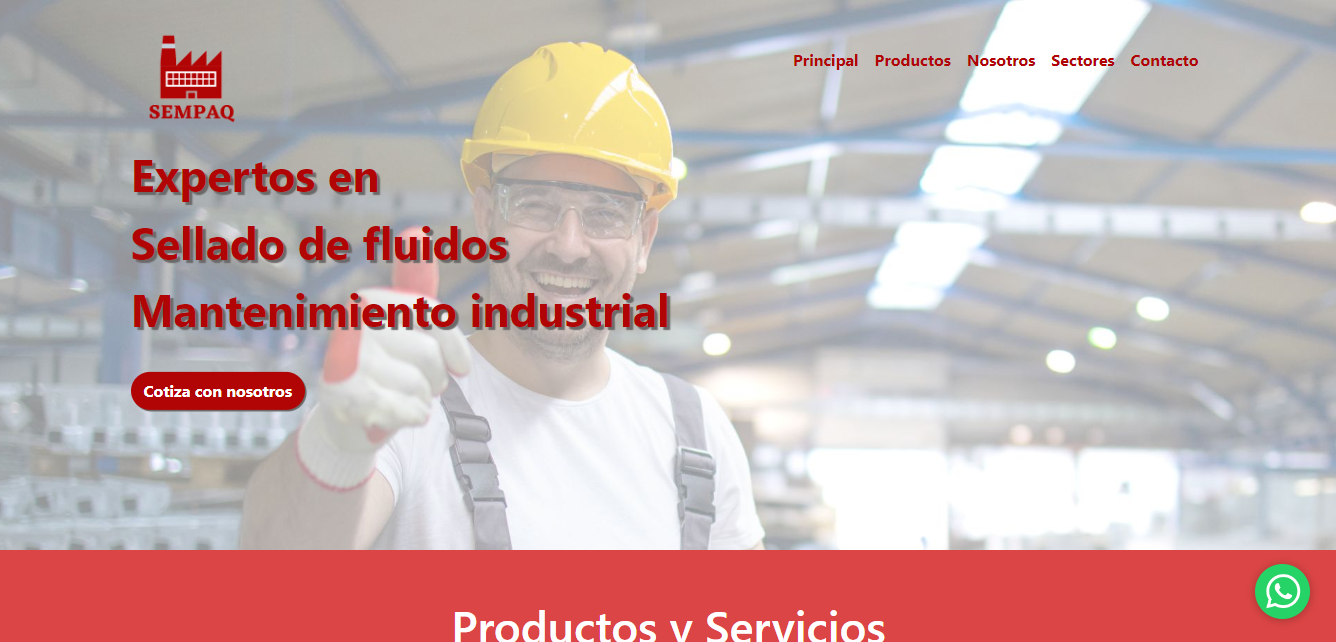 SEMPAQ
Principal Productos Nosotros Sectores Contacto
Expertos en
Sellado de fluidos
Mantenimiento industrial
Cotiza con nosotros
Productos y Servicios